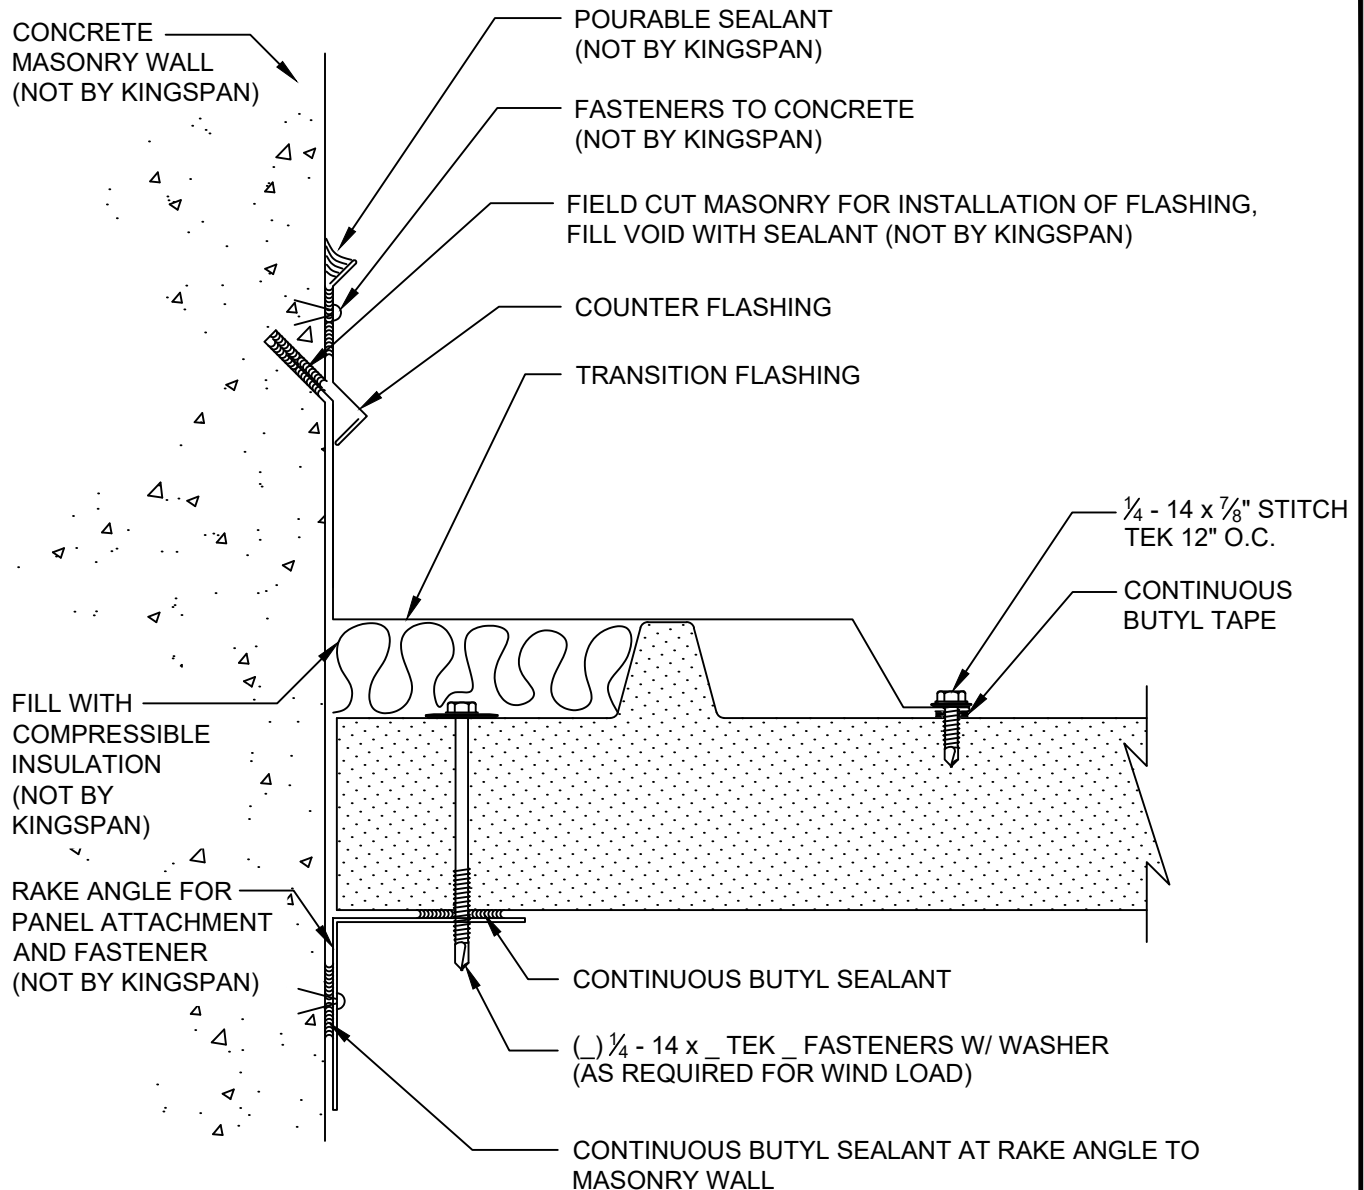 CONCRETE
MASONRY WALL
(NOT BY KINGSPAN)
POURABLE SEALANT
(NOT BY KINGSPAN)
FASTENERS TO CONCRETE
(NOT BY KINGSPAN)
FIELD CUT MASONRY FOR INSTALLATION OF FLASHING,
FILL VOID WITH SEALANT (NOT BY KINGSPAN)
COUNTER FLASHING
TRANSITION FLASHING
¼ - 14 x ⅞" STITCH
TEK 12" O.C.
CONTINUOUS
BUTYL TAPE
FILL WITH
COMPRESSIBLE
INSULATION
(NOT BY
KINGSPAN)
RAKE ANGLE FOR
PANEL ATTACHMENT
AND FASTENER
(NOT BY KINGSPAN)
CONTINUOUS BUTYL SEALANT
(_) ¼ - 14 x _ TEK _ FASTENERS W/ WASHER
(AS REQUIRED FOR WIND LOAD)
CONTINUOUS BUTYL SEALANT AT RAKE ANGLE TO
MASONRY WALL